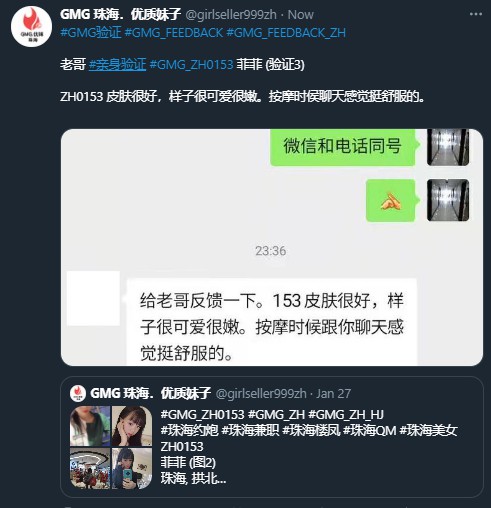 GMG 珠海．优质妹子 @girlseller999zh · Now
#GMG验证 #GMG_FEEDBACK #GMG_FEEDBACK_ZH
老哥 #亲身验证 #GMG_ZH0153 菲菲 (验证3)
ZH0153 皮肤很好，样子很可爱很嫩。按摩时侯聊天感觉挺舒服的。
微信和电话同号
23:36
给老哥反馈一下。153 皮肤很好，样
子很可爱很嫩。按摩时候跟你聊天感
觉挺舒服的。
GMG 珠海．优质妹子 @girlseller999zh · Jan 27
#GMG_ZH0153 #GMG_ZH #GMG_ZH_HJ
#珠海约炮 #珠海兼职 #珠海楼凤 #珠海QM #珠海美女
ZH0153
菲菲 (图2)
珠海, 拱北...